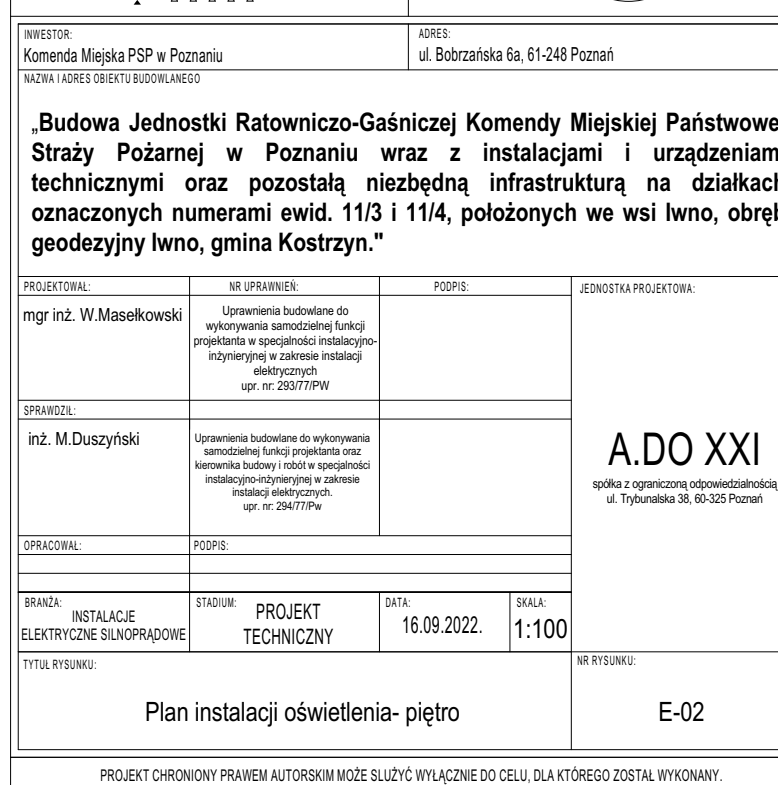 INWESTOR:
Komenda Miejska PSP w Poznaniu
ADRES:
ul. Bobrzańska 6a, 61-248 Poznań
NAZWA I ADRES OBIEKTU BUDOWLANEGO
„Budowa Jednostki Ratowniczo-Gaśniczej Komendy Miejskiej Państwowe
Straży Pożarnej w Poznaniu wraz z instalacjami i urządzeniam
technicznymi oraz pozostałą niezbędną infrastrukturą na działkach
oznaczonych numerami ewid. 11/3 i 11/4, położonych we wsi Iwno, obręb
geodezyjny Iwno, gmina Kostrzyn."
PROJEKTOWAŁ:
mgr inż. W.Masełkowski
NR UPRAWNIEŃ:
Uprawnienia budowlane do
wykonywania samodzielnej funkcji
projektanta w specjalności instalacyjno-
inżynieryjnej w zakresie instalacji
elektrycznych
upr. nr: 293/77/PW
PODPIS:
JEDNOSTKA PROJEKTOWA:
SPRAWDZIŁ:
inż. M.Duszyński
Uprawnienia budowlane do wykonywania
samodzielnej funkcji projektanta oraz
kierownika budowy i robót w specjalności
instalacyjno-inżynieryjnej w zakresie
instalacji elektrycznych.
upr. nr: 294/77/Pw
A.DO XXI
spółka z ograniczoną odpowiedzialnością
ul. Trybunalska 38, 60-325 Poznań
OPRACOWAŁ:
PODPIS:
BRANŻA:
INSTALACJE
ELEKTRYCZNE SILNOPRĄDOWE
STADIUM:
PROJEKT
TECHNICZNY
DATA:
16.09.2022.
SKALA:
1:100
TYTUŁ RYSUNKU:
Plan instalacji oświetlenia- piętro
NR RYSUNKU:
E-02
PROJEKT CHRONIONY PRAWEM AUTORSKIM MOŻE SLUŻYĆ WYŁĄCZNIE DO CELU, DLA KTÓREGO ZOSTAŁ WYKONANY.